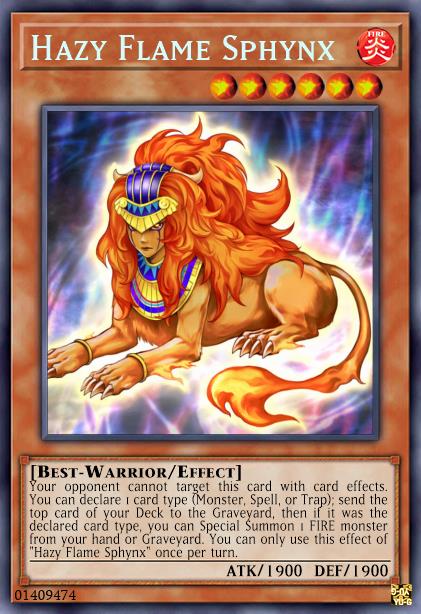 Hazy Flame Sphynx
FIRE
炎
[Best-Warrior/Effect]
Your opponent cannot target this card with card effects.
You can declare 1 card type (Monster, Spell, or Trap); send the
top card of your Deck to the Graveyard, then if it was the
declared card type, you can Special Summon 1 FIRE monster
from your hand or Graveyard. You can only use this effect of
"Hazy Flame Sphynx" once per turn.
ATK/1900 DEF/1900
01409474